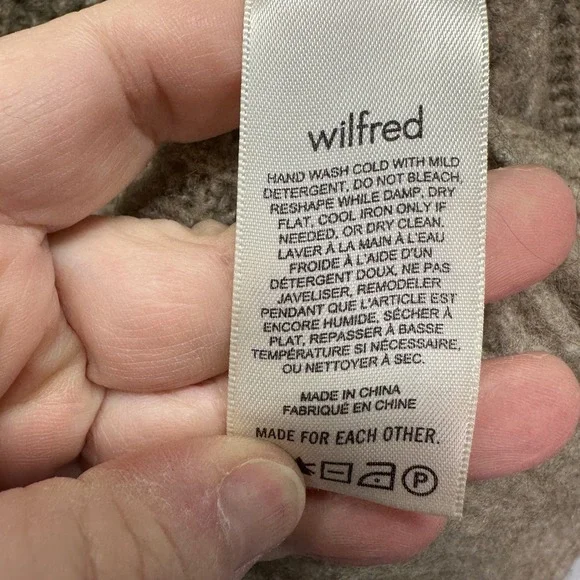 wilfred
HAND WASH COLD WITH MILD
DETERGENT, DO NOT BLEACH,
RESHAPE WHILE DAMP, DRY
FLAT, COOL IRON ONLY IF
NEEDED, OR DRY CLEAN.
LAVER À LA MAIN À L'EAU
FROIDE À L'AIDE D'UN
DÉTERGENT DOUX, NE PAS
JAVELISER, REMODELER
PENDANT QUE L'ARTICLE EST
ENCORE HUMIDE, SÉCHER À
PLAT, REPASSER À BASSE
TEMPÉRATURE SI NÉCESSAIRE,
OU NETTOYER À SEC.
MADE IN CHINA
FABRIQUÉ EN CHINE
MADE FOR EACH OTHER.
P